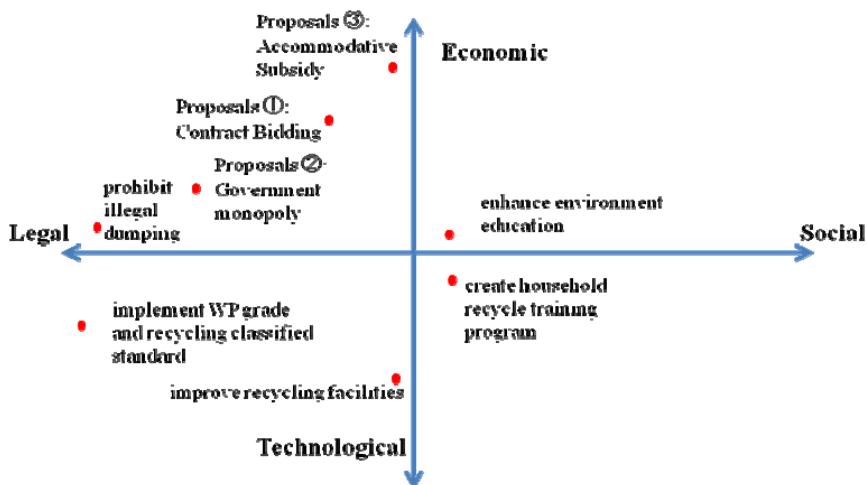 Proposals ③:
Accommodative
Subsidy
Economic
Proposals ①:
Contract Bidding
Proposals ②:
Government
monopoly
prohibit
illegal
dumping
enhance environment
education
Legal
Social
create household
recycle training
program
implement WP grade
and recycling classified
standard
improve recycling facilities
Technological